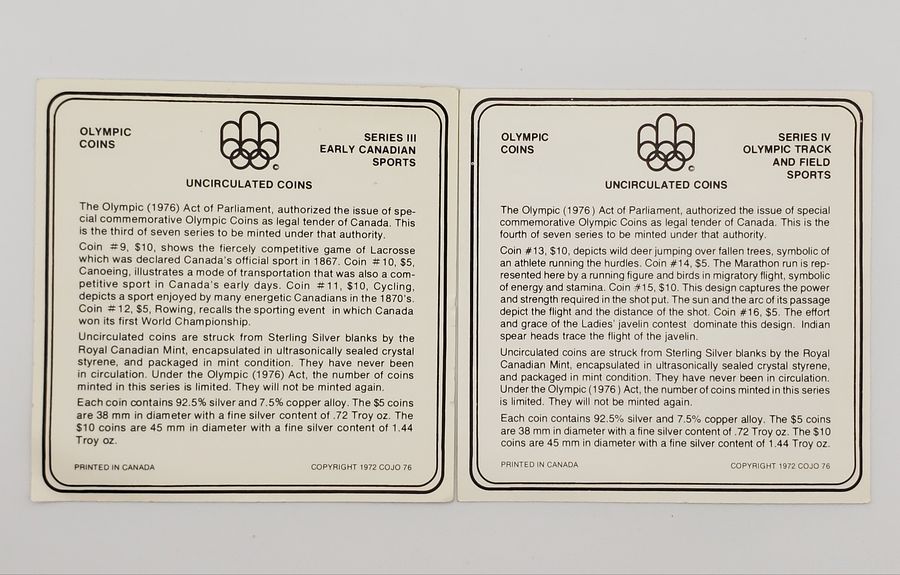 OLYMPIC
COINS
SERIES III
EARLY CANADIAN
SPORTS
©
UNCIRCULATED COINS
The Olympic (1976) Act of Parliament, authorized the issue of spe-
cial commemorative Olympic Coins as legal tender of Canada. This
is the third of seven series to be minted under that authority.
Coin #9, $10, shows the fiercely competitive game of Lacrosse
which was declared Canada's official sport in 1867. Coin #10, $5,
Canoeing, illustrates a mode of transportation that was also a com-
petitive sport in Canada's early days. Coin #11, $10, Cycling,
depicts a sport enjoyed by many energetic Canadians in the 1870's.
Coin #12, $5, Rowing, recalls the sporting event in which Canada
won its first World Championship.
Uncirculated coins are struck from Sterling Silver blanks by the
Royal Canadian Mint, encapsulated in ultrasonically sealed crystal
styrene, and packaged in mint condition. They have never been
in circulation. Under the Olympic (1976) Act, the number of coins
minted in this series is limited. They will not be minted again.
Each coin contains 92.5% silver and 7.5% copper alloy. The $5 coins
are 38 mm in diameter with a fine silver content of .72 Troy oz. The
$10 coins are 45 mm in diameter with a fine silver content of 1.44
Troy oz.
PRINTED IN CANADA
COPYRIGHT 1972 COJO 76
OLYMPIC
COINS
SERIES IV
OLYMPIC TRACK
AND FIELD
SPORTS
©
UNCIRCULATED COINS
The Olympic (1976) Act of Parliament, authorized the issue of special
commemorative Olympic Coins as legal tender of Canada. This is the
fourth of seven series to be minted under that authority.
Coin #13, $10, depicts wild deer jumping over fallen trees, symbolic of
an athlete running the hurdles. Coin #14, $5. The Marathon run is rep-
resented here by a running figure and birds in migratory flight, symbolic
of energy and stamina. Coin #15, $10. This design captures the power
and strength required in the shot put. The sun and the arc of its passage
depict the flight and the distance of the shot. Coin #16, $5. The effort
and grace of the Ladies' javelin contest dominate this design. Indian
spear heads trace the flight of the javelin.
Uncirculated coins are struck from Sterling Silver blanks by the Royal
Canadian Mint, encapsulated in ultrasonically sealed crystal styrene,
and packaged in mint condition. They have never been in circulation.
Under the Olympic (1976) Act, the number of coins minted in this series
is limited. They will not be minted again.
Each coin contains 92.5% silver and 7.5% copper alloy. The $5 coins
are 38 mm in diameter with a fine silver content of .72 Troy oz. The $10
coins are 45 mm in diameter with a fine silver content of 1.44 Troy oz.
PRINTED IN CANADA
COPYRIGHT 1972 COJO 76